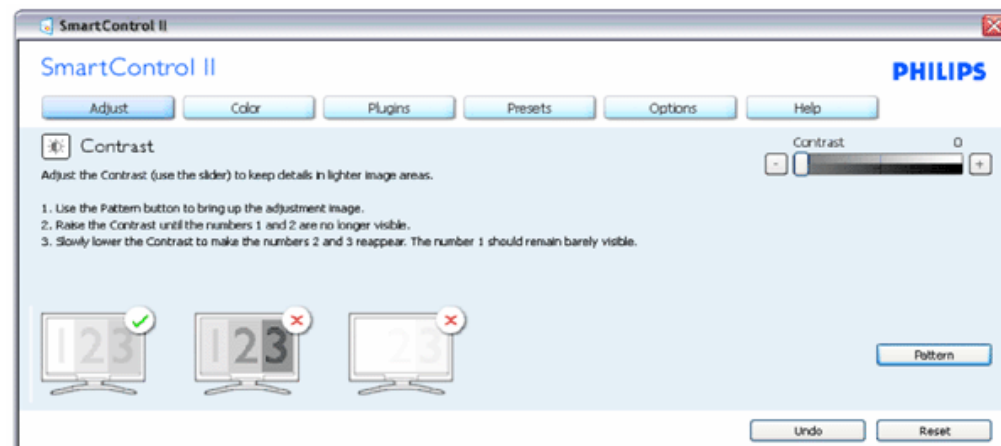 SmartControl II
SmartControl II
PHILIPS
Adjust Color Plugins Presets Options Help
Contrast
Contrast 0
- +
Adjust the Contrast (use the slider) to keep details in lighter image areas.
1. Use the Pattern button to bring up the adjustment image.
2. Raise the Contrast until the numbers 1 and 2 are no longer visible.
3. Slowly lower the Contrast to make the numbers 2 and 3 reappear. The number 1 should remain barely visible.
123 123 23
Pattern
Undo Reset